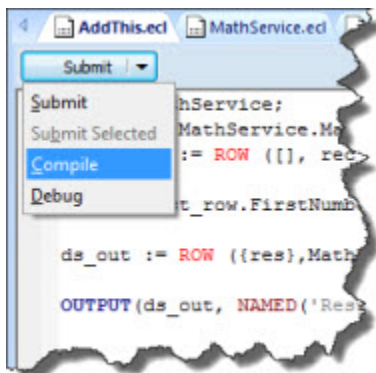 AddThis.ecl MathService.ecl
Submit
Submit
hService;
Submit Selected
MathService.Ma
Compile
:= ROW ([], rec
Debug
t_row.FirstNumb
ds_out := ROW ({res},Math
OUTPUT(ds_out, NAMED('Res